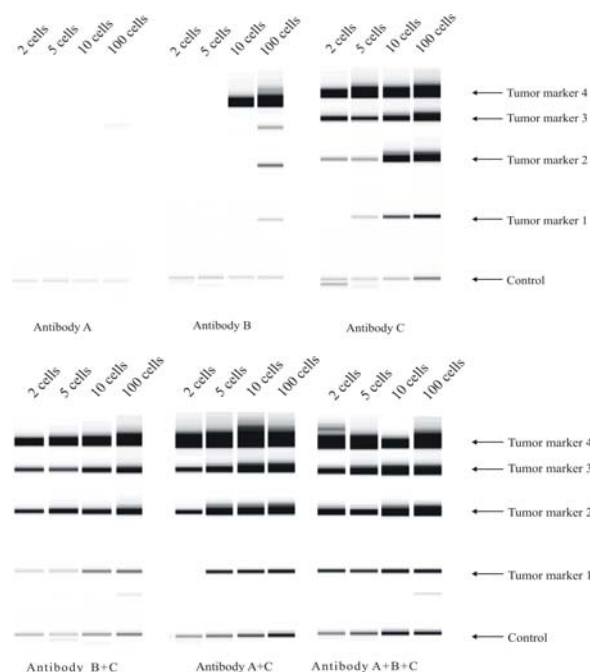 2 cells 5 cells 10 cells 100 cells
2 cells 5 cells 10 cells 100 cells
2 cells 5 cells 10 cells 100 cells
Tumor marker 4
Tumor marker 3
Tumor marker 2
Tumor marker 1
Control
Antibody A
Antibody B
Antibody C
2 cells 5 cells 10 cells 100 cells
2 cells 5 cells 10 cells 100 cells
2 cells 5 cells 10 cells 100 cells
Tumor marker 4
Tumor marker 3
Tumor marker 2
Tumor marker 1
Control
Antibody B+C
Antibody A+C
Antibody A+B+C